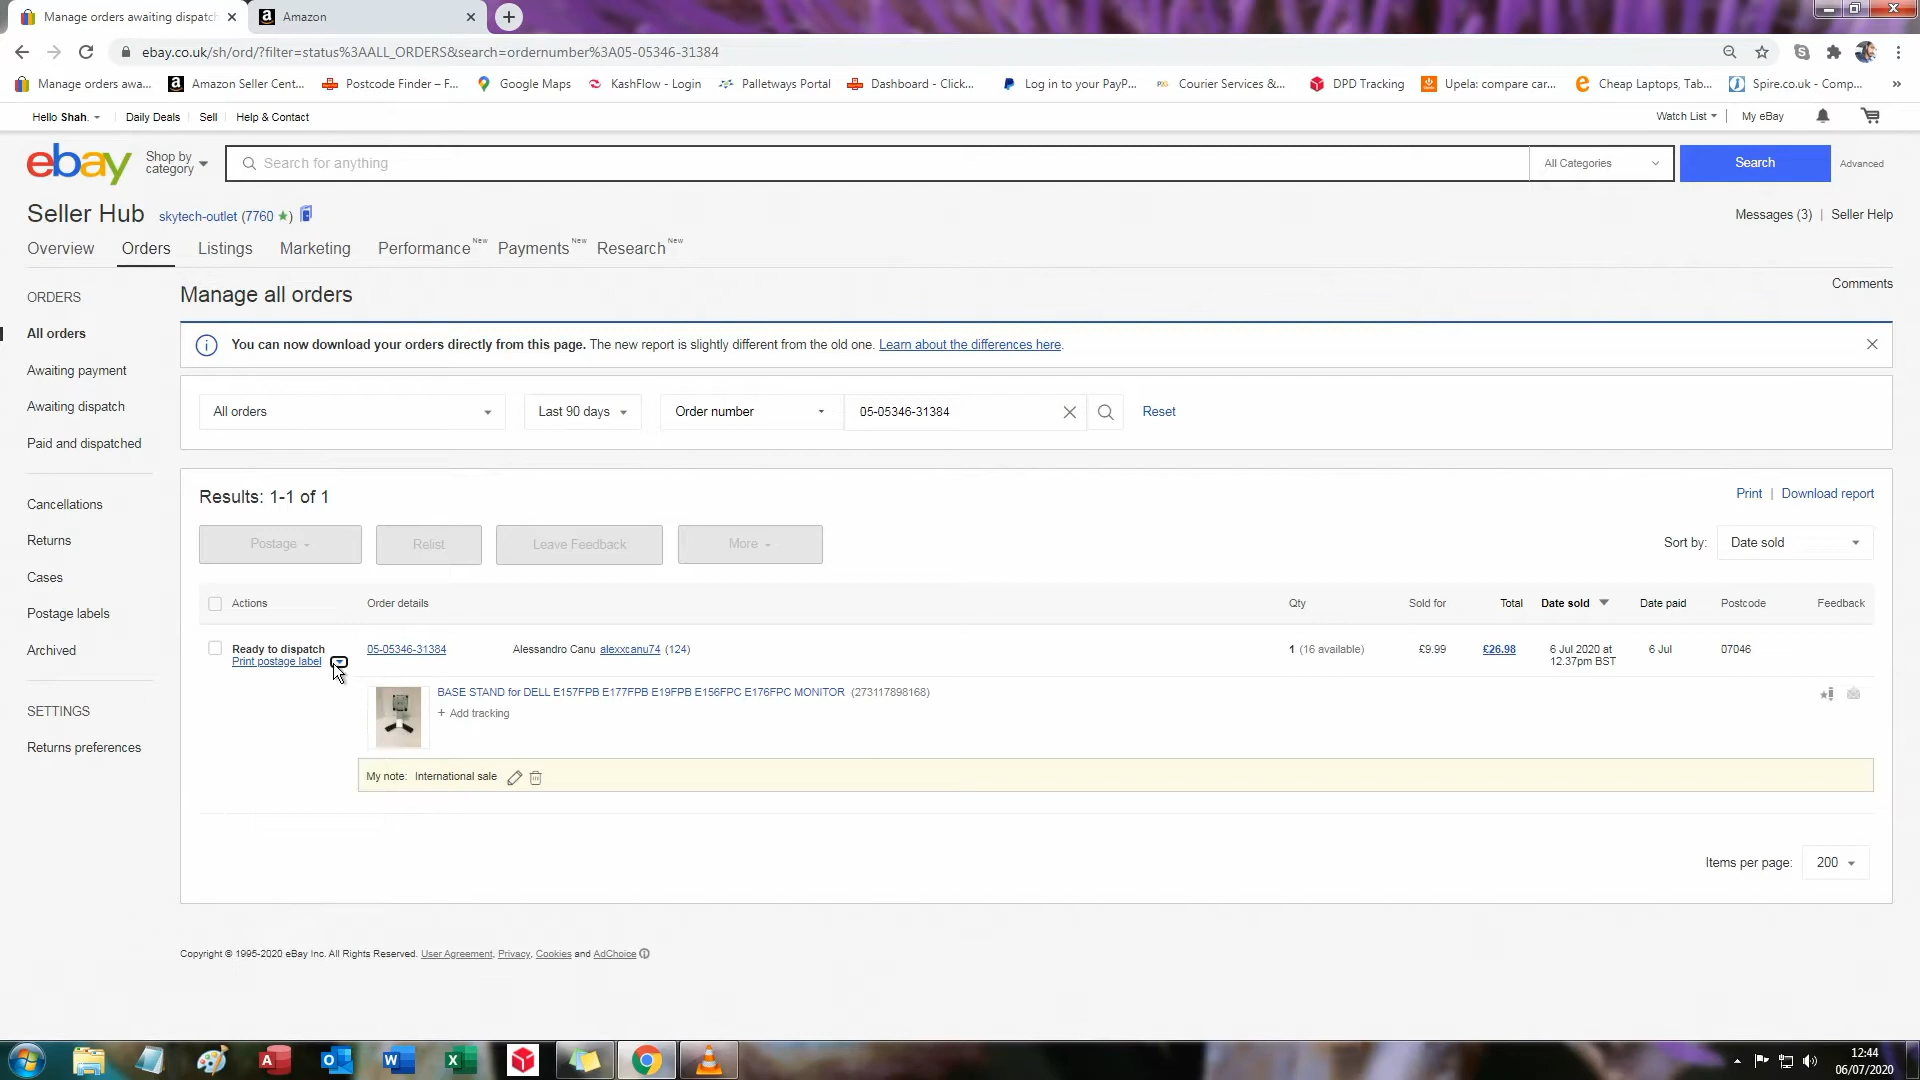 Manage orders awaiting dispatch
Amazon
ebay.co.uk/sh/ord/?filter=status%3AALL_ORDERS&search=ordernumber%3A05-05346-31384
Manage orders awa...
Amazon Seller Cent...
Postcode Finder – F...
Google Maps
KashFlow - Login
Palletways Portal
Dashboard - Click...
Log in to your PayP...
Courier Services &...
DPD Tracking
Upela: compare car...
Cheap Laptops, Tab...
Spire.co.uk - Comp...
Hello Shah.
Daily Deals
Sell
Help & Contact
Watch List
My eBay
ebay
Shop by category
Search for anything
All Categories
Search
Advanced
Seller Hub
skytech-outlet (7760 ★)
Messages (3) | Seller Help
Overview
Orders
Listings
Marketing
Performance New
Payments New
Research New
Comments
ORDERS
All orders
Awaiting payment
Awaiting dispatch
Paid and dispatched
Cancellations
Returns
Cases
Postage labels
Archived
SETTINGS
Returns preferences
Manage all orders
You can now download your orders directly from this page. The new report is slightly different from the old one. Learn about the differences here.
All orders
Last 90 days
Order number
05-05346-31384
Reset
Results: 1-1 of 1
Print | Download report
Postage
Relist
Leave Feedback
More
Sort by: Date sold
Actions
Order details
Qty
Sold for
Total
Date sold
Date paid
Postcode
Feedback
Ready to dispatch
Print postage label
05-05346-31384
Alessandro Canu alexxcanu74 (124)
1 (16 available)
£9.99
£26.98
6 Jul 2020 at
12.37pm BST
6 Jul
07046
BASE STAND for DELL E157FPB E177FPB E19FPB E156FPC E176FPC MONITOR (273117898168)
+ Add tracking
My note: International sale
Items per page: 200
Copyright © 1995-2020 eBay Inc. All Rights Reserved. User Agreement, Privacy, Cookies and AdChoice
12:44
06/07/2020